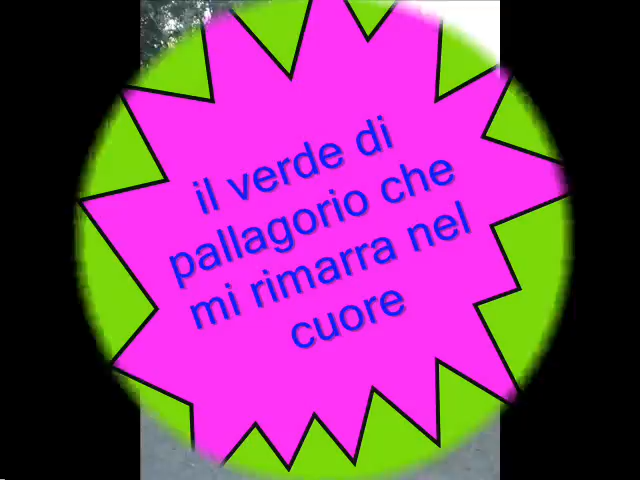 il verde di
pallagorio che
mi rimarra nel
cuore